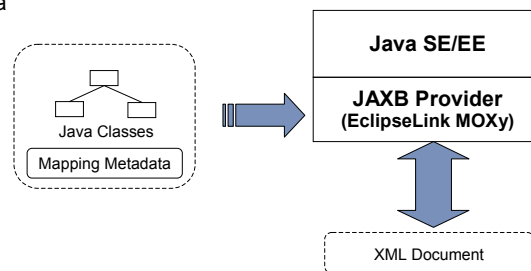 a
Java Classes
Mapping Metadata
Java SE/EE
JAXB Provider
(EclipseLink MOXy)
XML Document